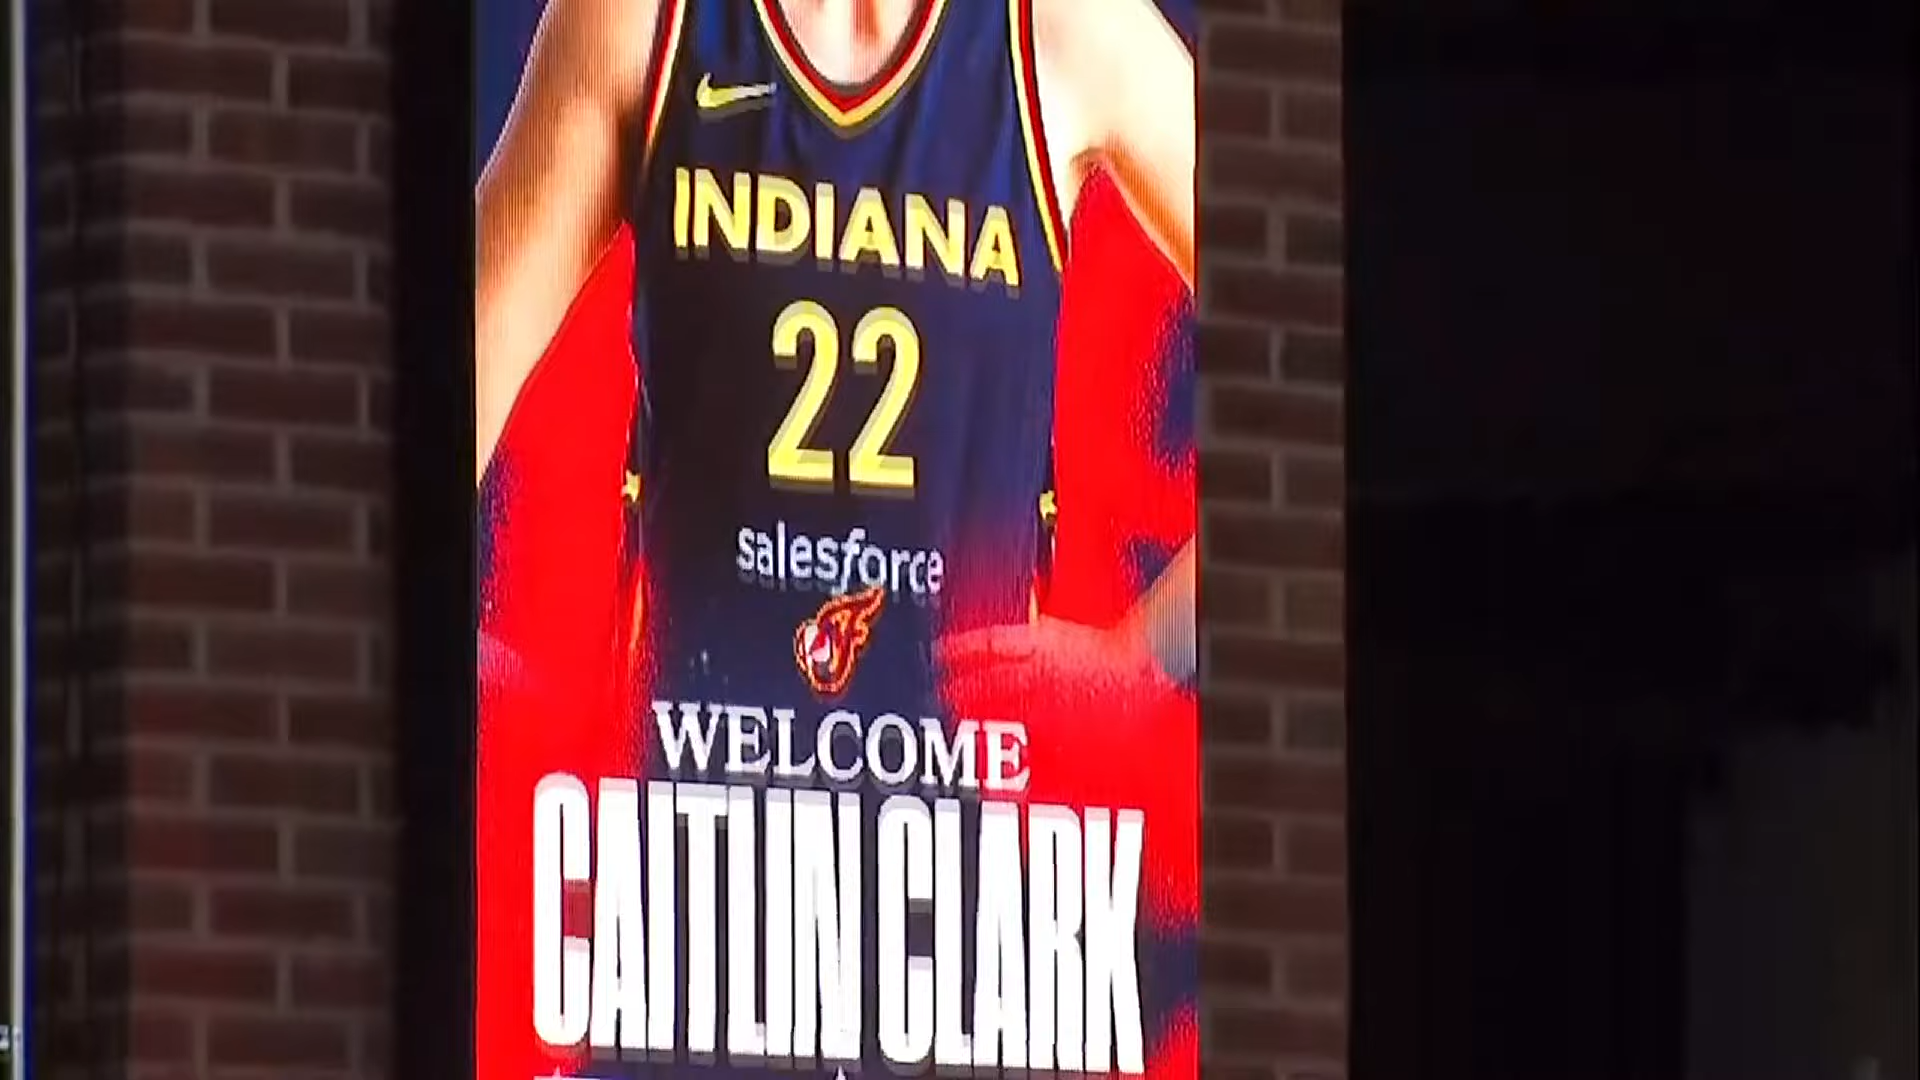 INDIANA
22
salesforce
WELCOME
CAITLIN CLARK